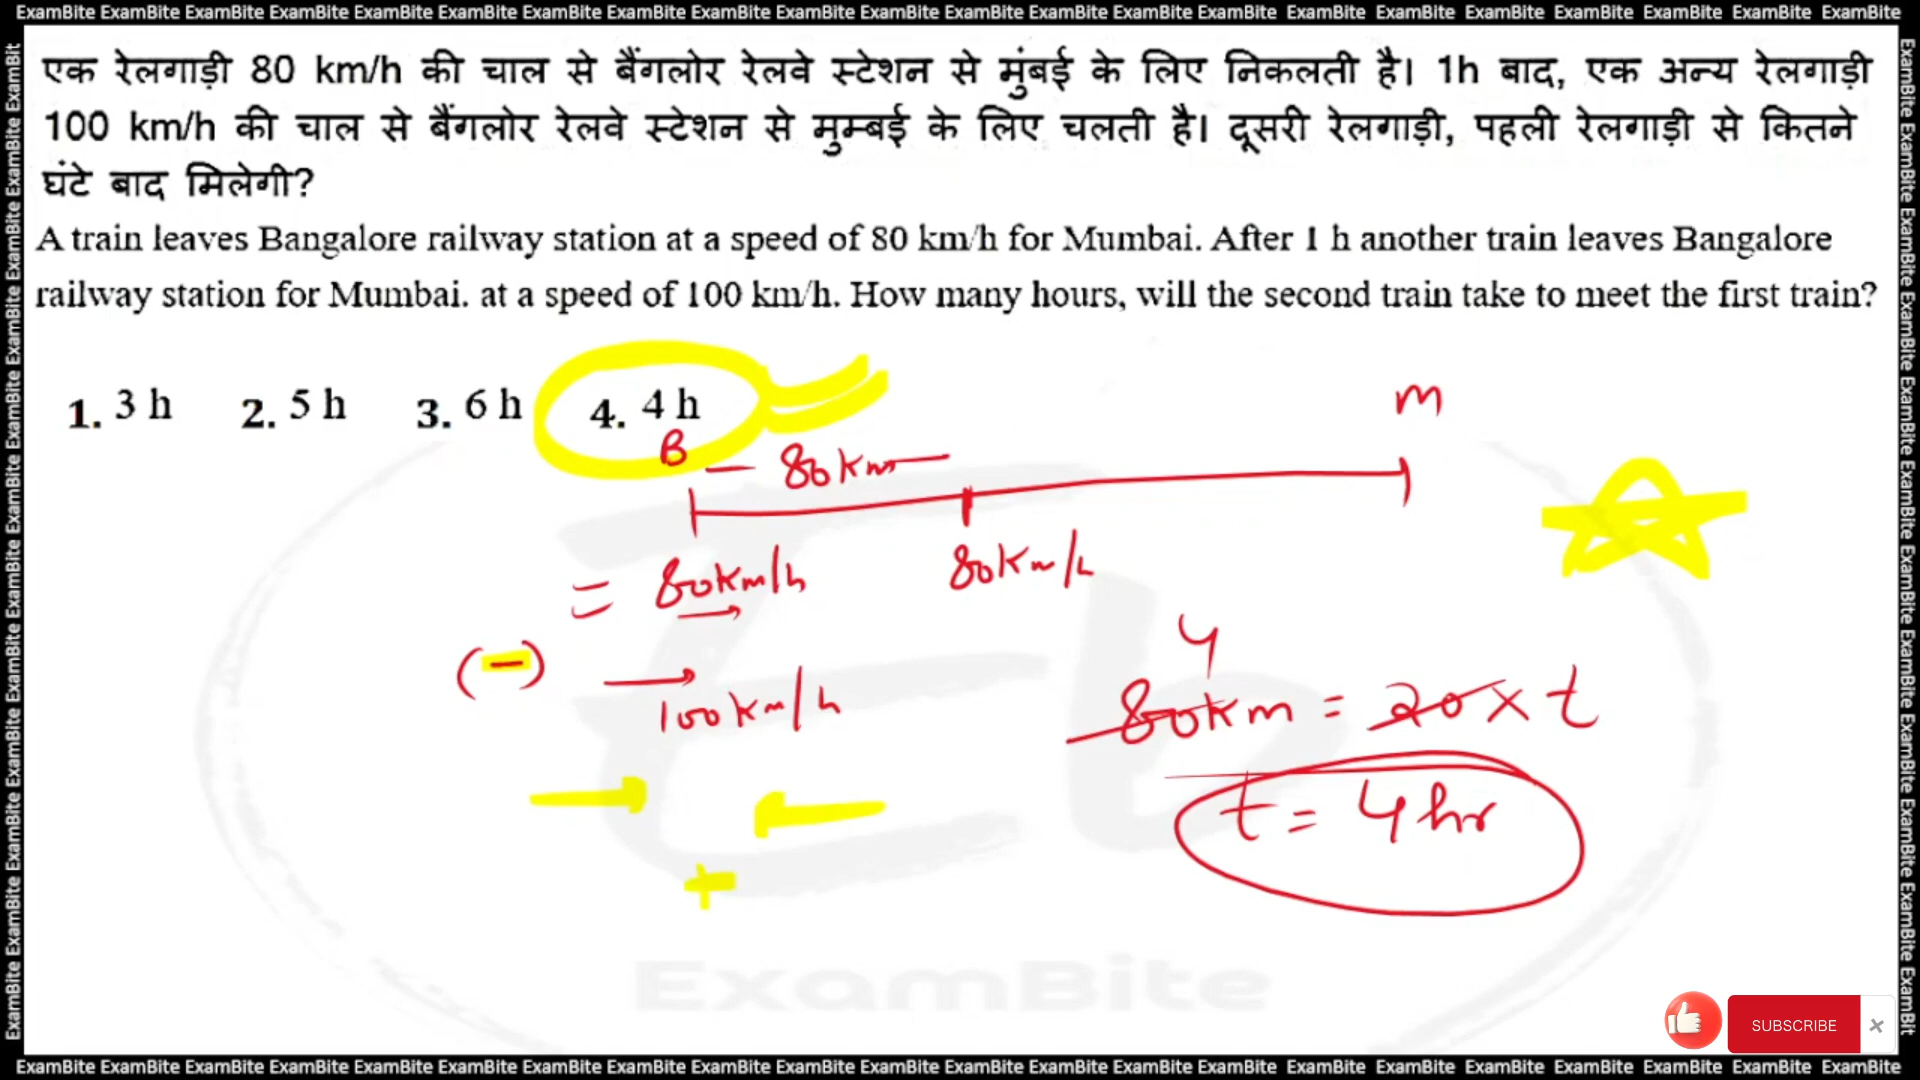 ExamBite ExamBite ExamBite ExamBite ExamBite ExamBite ExamBite ExamBite ExamBite ExamBite ExamBite ExamBite ExamBite ExamBite ExamBite ExamBite ExamBite ExamBite ExamBite ExamBite ExamBite ExamBite
एक रेलगाड़ी 80 km/h की चाल से बैंगलोर रेलवे स्टेशन से मुंबई के लिए निकलती है। 1h बाद, एक अन्य रेलगाड़ी
100 km/h की चाल से बैंगलोर रेलवे स्टेशन से मुम्बई के लिए चलती है। दूसरी रेलगाड़ी, पहली रेलगाड़ी से कितने
घंटे बाद मिलेगी?
A train leaves Bangalore railway station at a speed of 80 km/h for Mumbai. After 1 h another train leaves Bangalore
railway station for Mumbai. at a speed of 100 km/h. How many hours, will the second train take to meet the first train?
1. 3 h 2. 5 h 3. 6 h 4. 4 h
B m
80km
= 80km/h 80km/h
(-)
100km/h
4
80km = 20 x t
t = 4hr
+
ExamBite
SUBSCRIBE ×
ExamBite ExamBite ExamBite ExamBite ExamBite ExamBite ExamBite ExamBite ExamBite ExamBite ExamBite ExamBite ExamBite ExamBite ExamBite ExamBite ExamBite ExamBite ExamBite ExamBite ExamBite ExamBite